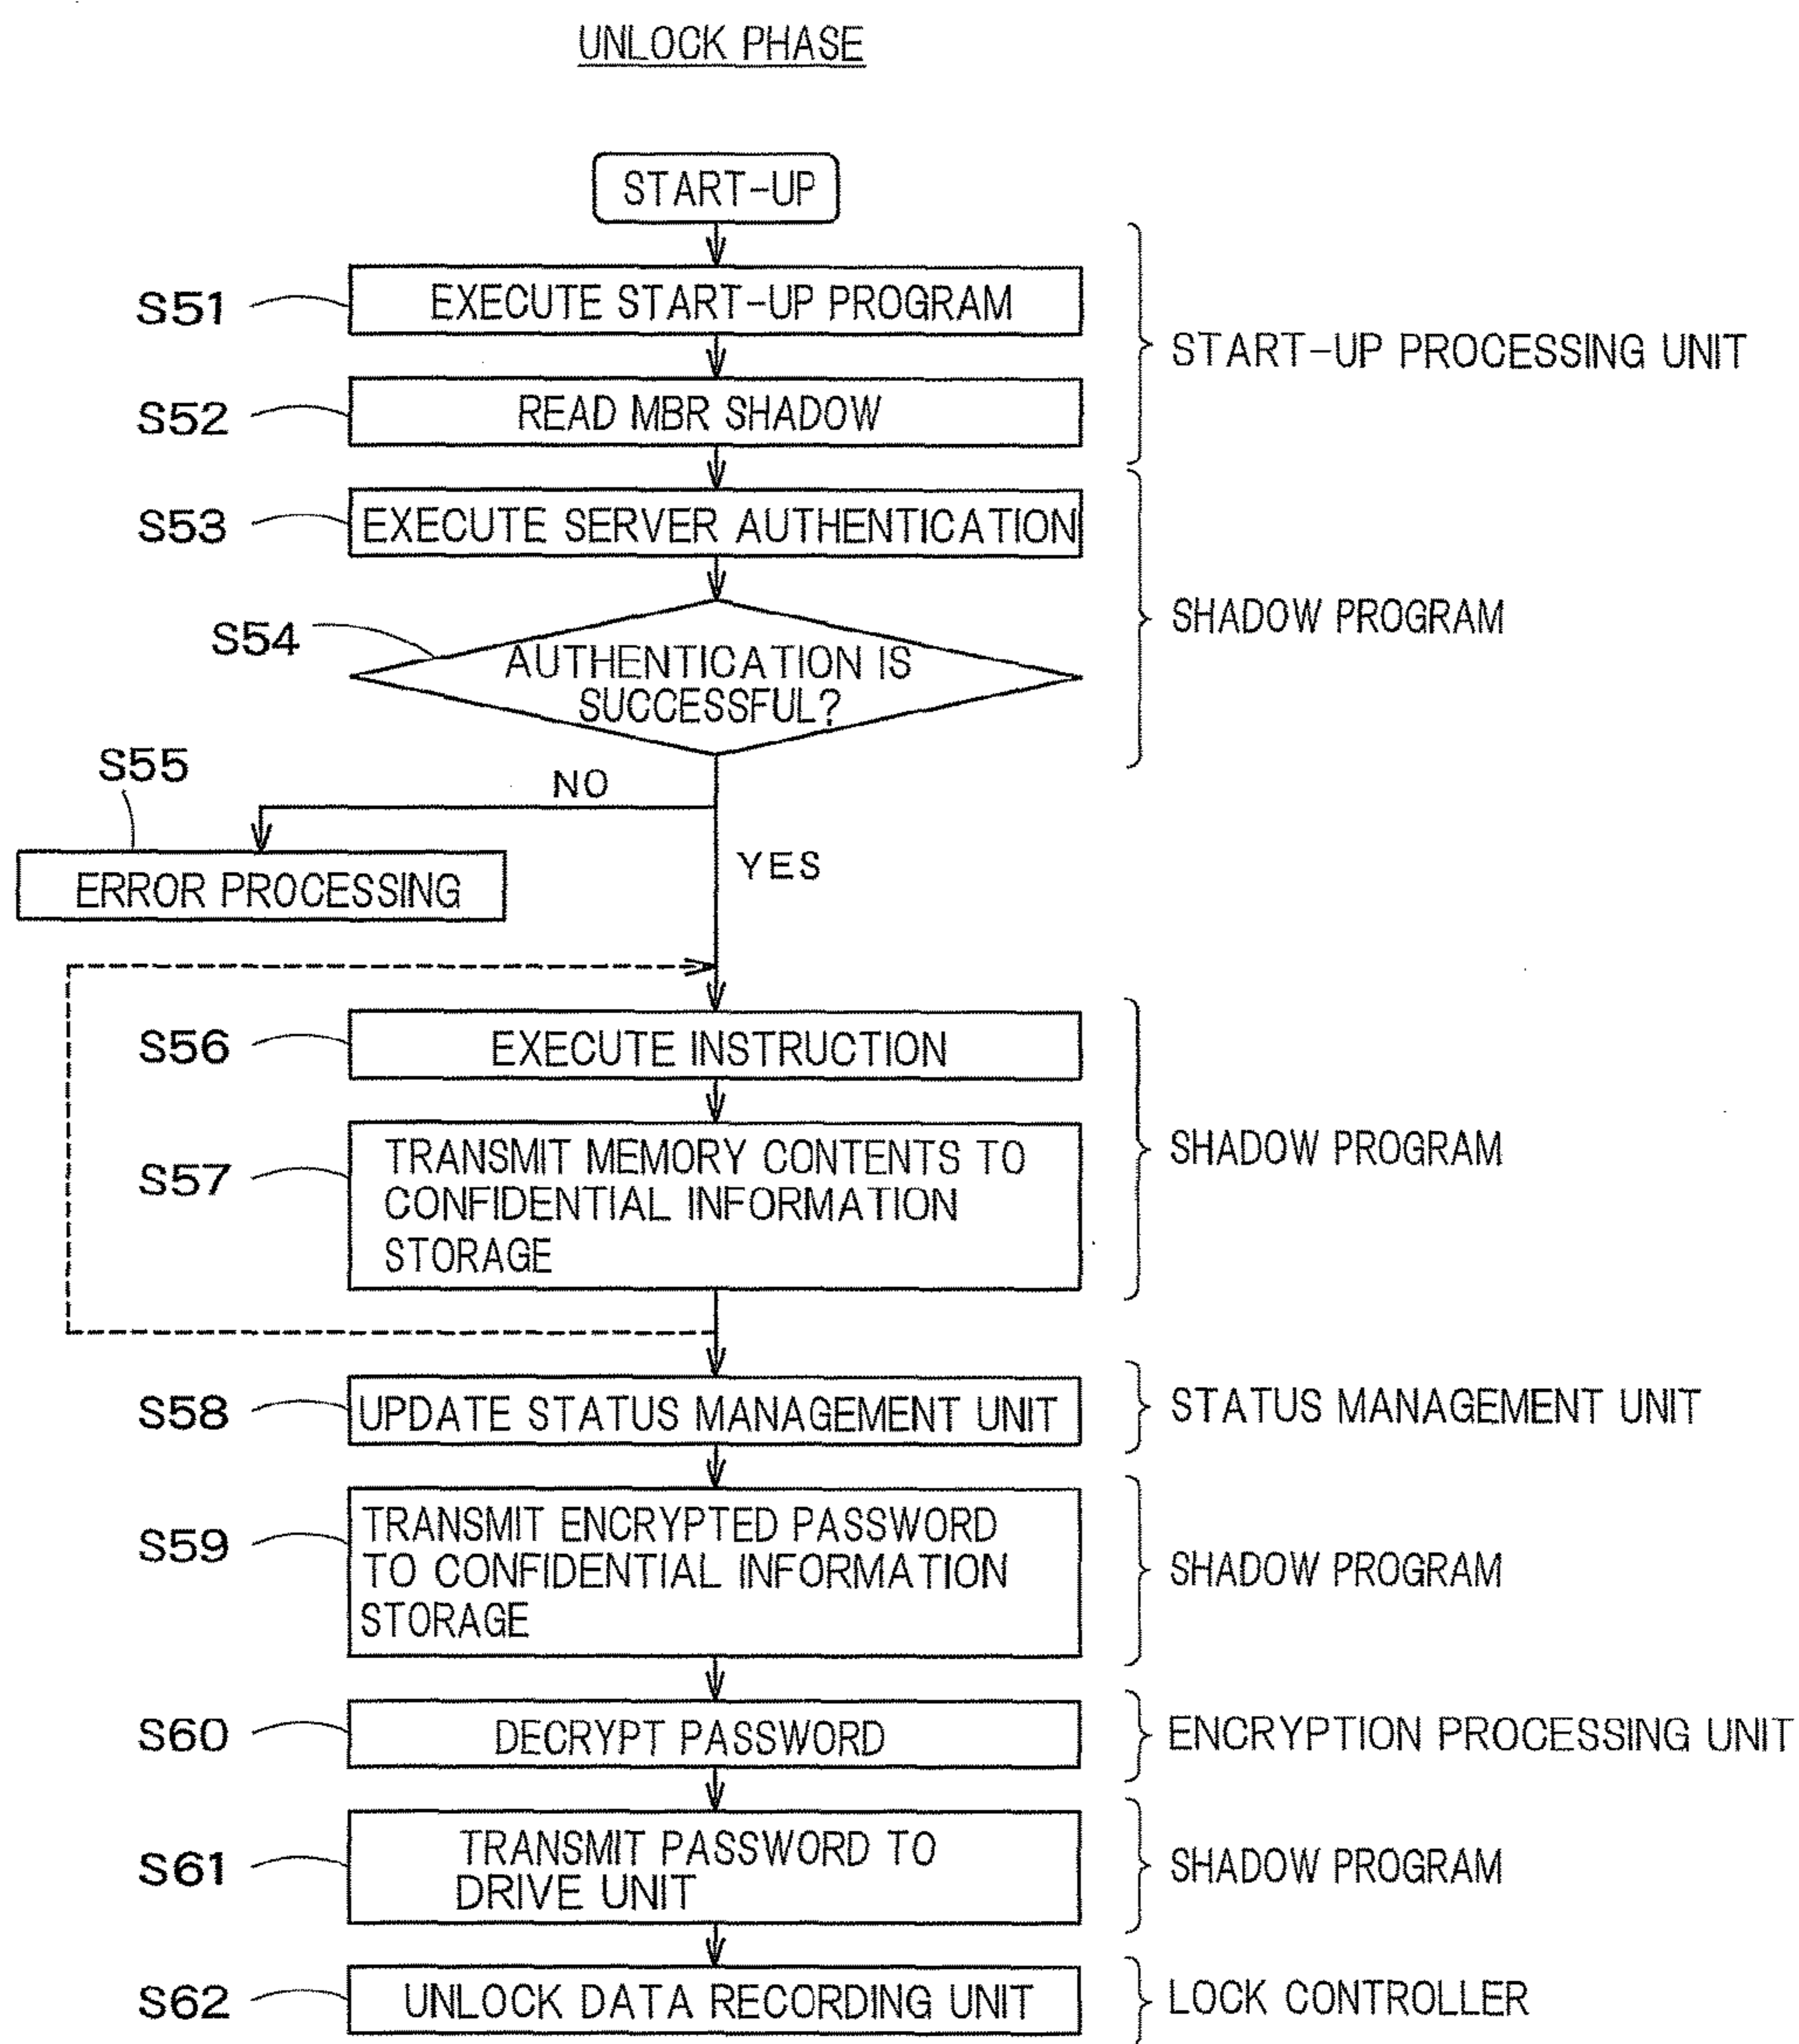 UNLOCK PHASE
START-UP
S51
EXECUTE START-UP PROGRAM
START-UP PROCESSING UNIT
S52
READ MBR SHADOW
S53
EXECUTE SERVER AUTHENTICATION
SHADOW PROGRAM
S54
AUTHENTICATION IS
SUCCESSFUL?
S55
NO
YES
ERROR PROCESSING
S56
EXECUTE INSTRUCTION
SHADOW PROGRAM
S57
TRANSMIT MEMORY CONTENTS TO
CONFIDENTIAL INFORMATION
STORAGE
S58
UPDATE STATUS MANAGEMENT UNIT
STATUS MANAGEMENT UNIT
S59
TRANSMIT ENCRYPTED PASSWORD
TO CONFIDENTIAL INFORMATION
STORAGE
SHADOW PROGRAM
S60
DECRYPT PASSWORD
ENCRYPTION PROCESSING UNIT
S61
TRANSMIT PASSWORD TO
DRIVE UNIT
SHADOW PROGRAM
S62
UNLOCK DATA RECORDING UNIT
LOCK CONTROLLER